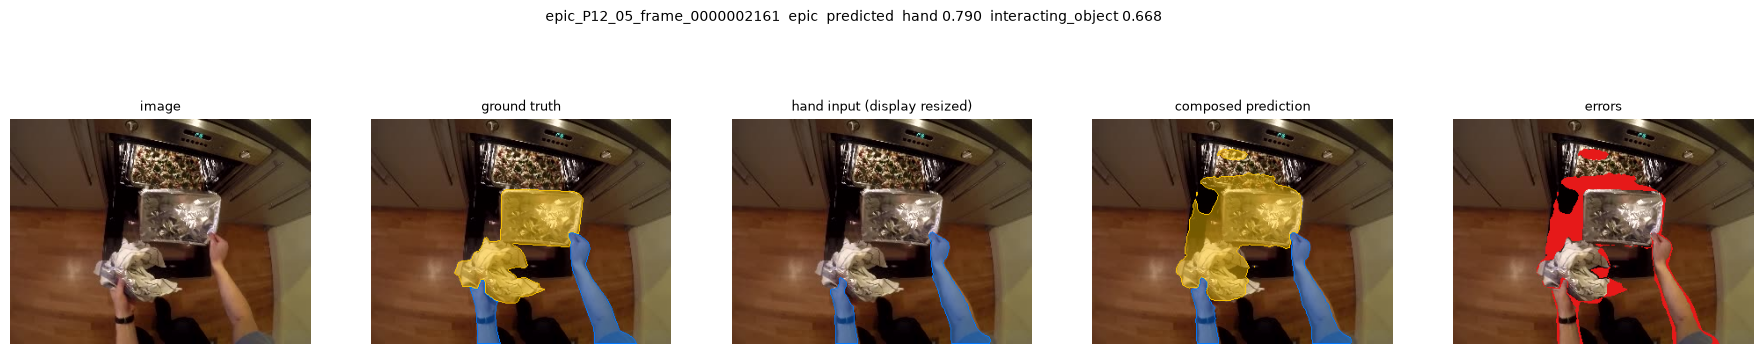 epic_P12_05_frame_0000002161  epic  predicted  hand 0.790  interacting_object 0.668
image
ground truth
hand input (display resized)
composed prediction
errors